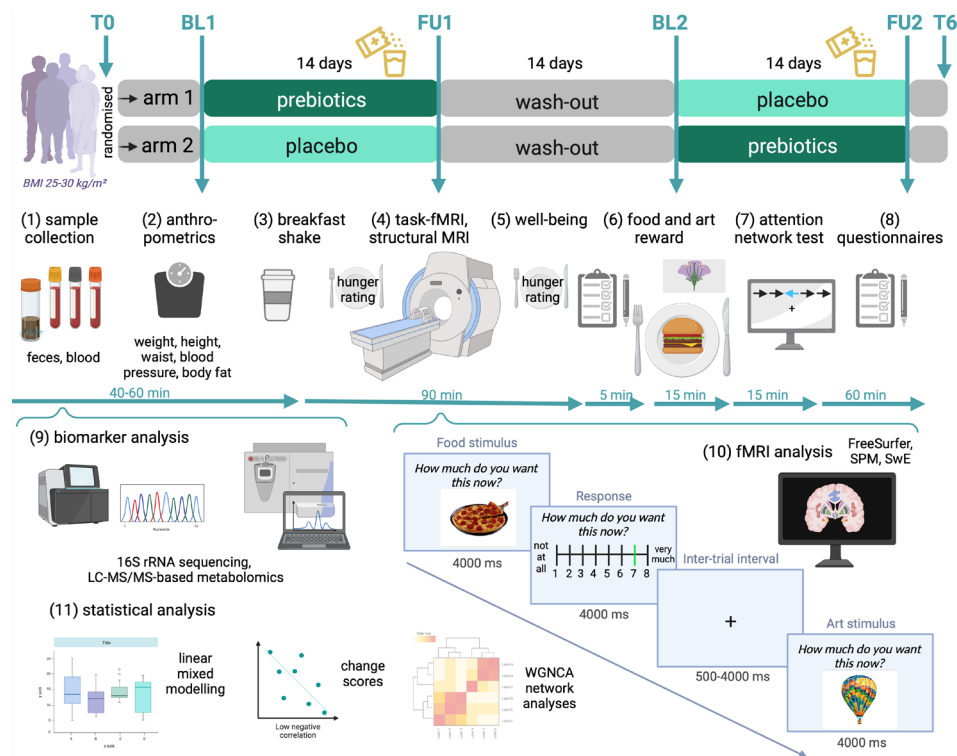 T0
BL1
FU1
BL2
FU2
T6
14 days
14 days
14 days
randomised
arm 1
prebiotics
wash-out
placebo
arm 2
placebo
wash-out
prebiotics
BMI 25-30 kg/m²
(1) sample
collection
(2) anthro-
pometrics
(3) breakfast
shake
(4) task-fMRI,
structural MRI
(5) well-being
(6) food and art
reward
(7) attention
network test
(8)
questionnaires
hunger
rating
hunger
rating
+
feces, blood
weight, height,
waist, blood
pressure, body fat
40-60 min
90 min
5 min
15 min
15 min
60 min
(9) biomarker analysis
Nucleotide
16S rRNA sequencing,
LC-MS/MS-based metabolomics
(10) fMRI analysis
FreeSurfer,
SPM, SwE
Food stimulus
How much do you want
this now?
4000 ms
Response
How much do you want
this now?
not
at
all
very
much
1 2 3 4 5 6 7 8
4000 ms
Inter-trial interval
+
500-4000 ms
Art stimulus
How much do you want
this now?
4000 ms
(11) statistical analysis
Title
y axis
A B C D
x axis
linear
mixed
modelling
Low negative
correlation
change
scores
WGNCA
network
analyses